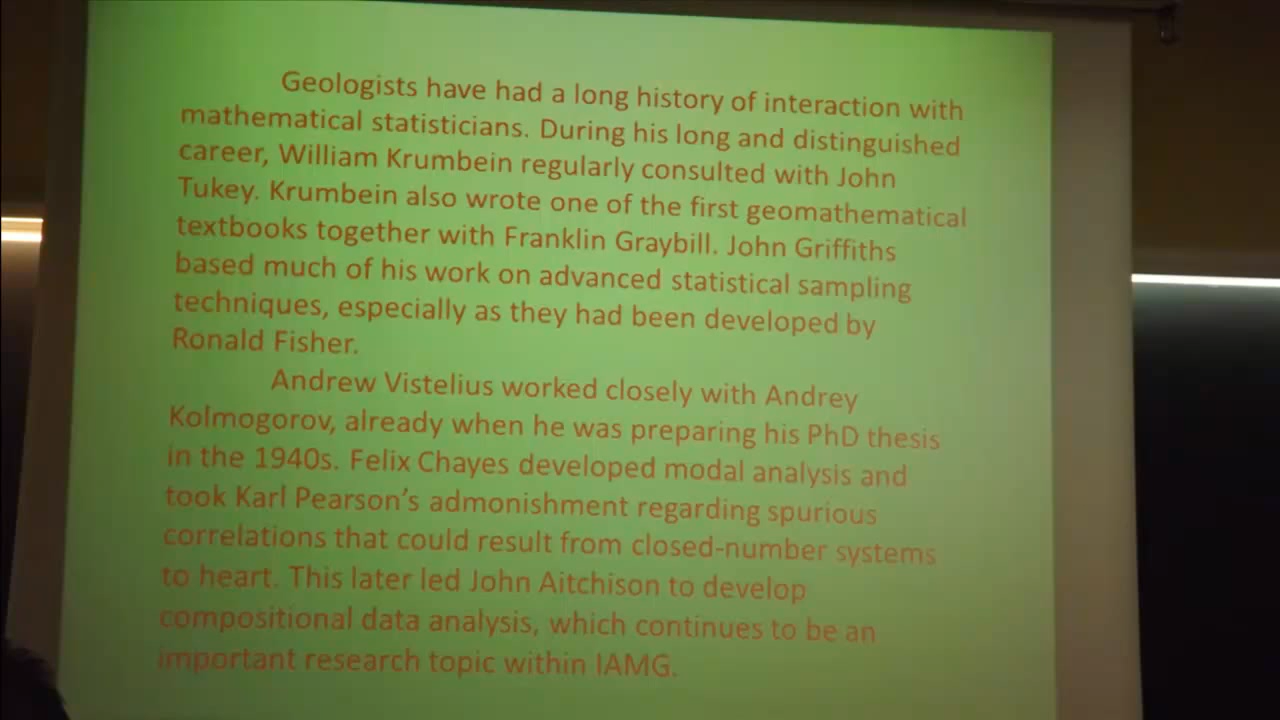 Geologists have had a long history of interaction with
mathematical statisticians. During his long and distinguished
career, William Krumbein regularly consulted with John
Tukey. Krumbein also wrote one of the first geomathematical
textbooks together with Franklin Graybill. John Griffiths
based much of his work on advanced statistical sampling
techniques, especially as they had been developed by
Ronald Fisher.
Andrew Vistelius worked closely with Andrey
Kolmogorov, already when he was preparing his PhD thesis
in the 1940s. Felix Chayes developed modal analysis and
took Karl Pearson’s admonishment regarding spurious
correlations that could result from closed-number systems
to heart. This later led John Aitchison to develop
compositional data analysis, which continues to be an
important research topic within IAMG.